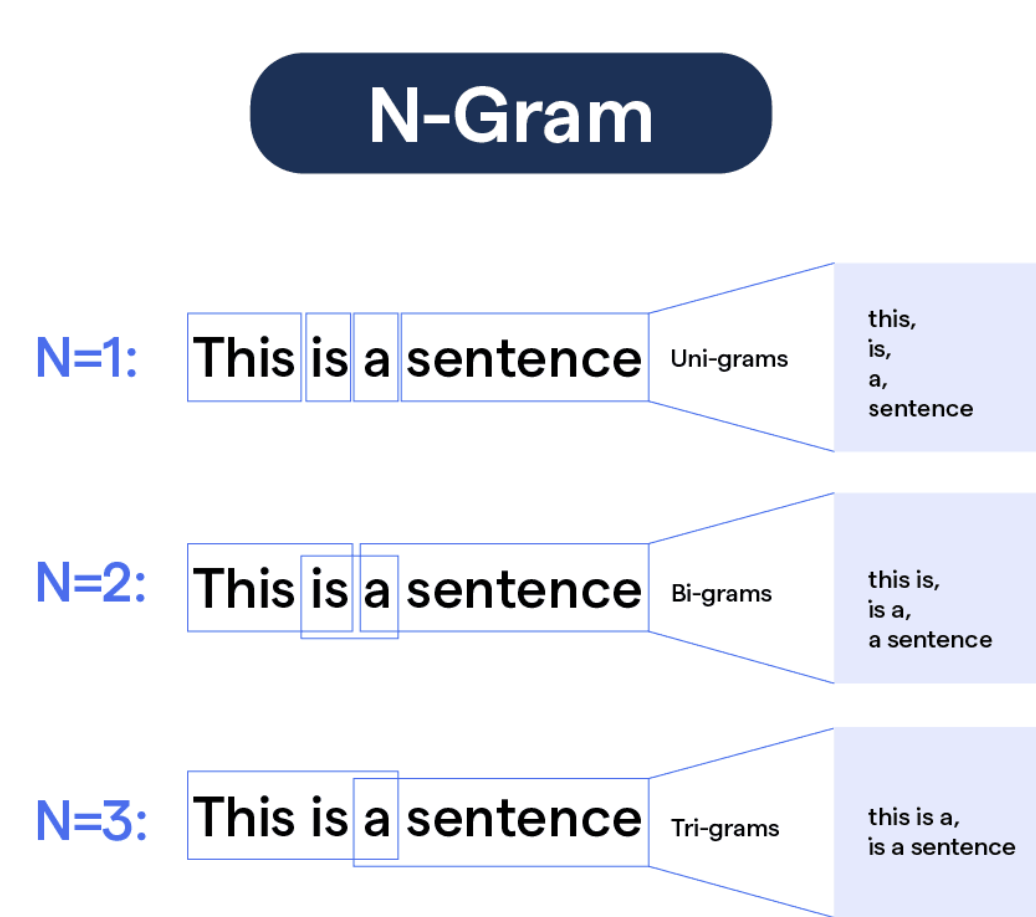 N-Gram
N=1:
This is a sentence
Uni-grams
this,
is,
a,
sentence
N=2:
This is a sentence
Bi-grams
this is,
is a,
a sentence
N=3:
This is a sentence
Tri-grams
this is a,
is a sentence